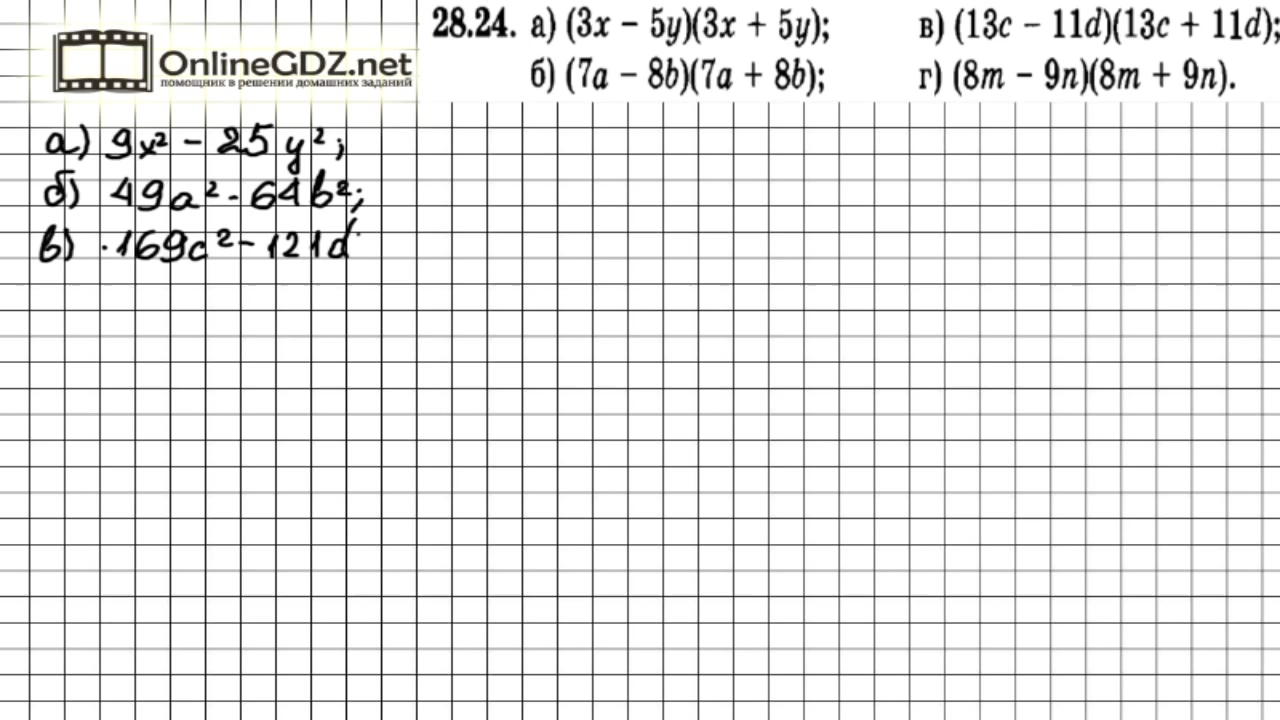 OnlineGDZ.net
помощник в решении домашних заданий
28.24. а) (3x − 5y)(3x + 5y); в) (13c − 11d)(13c + 11d);
б) (7a − 8b)(7a + 8b); г) (8m − 9n)(8m + 9n).
а) 9x² − 25y²;
б) 49a² - 64b²;
в) 169c² − 121d